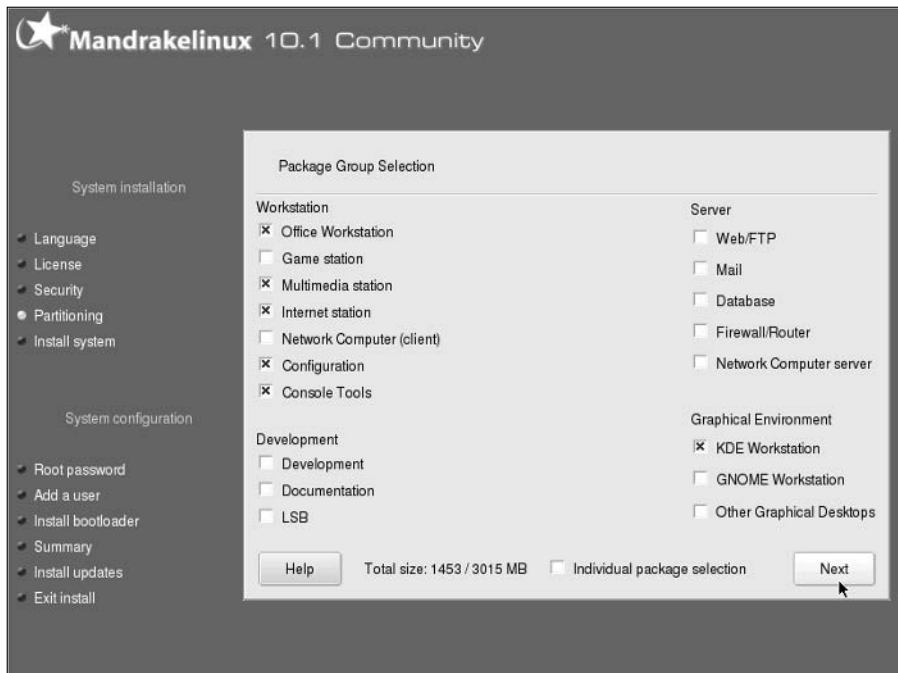 Mandrakelinux 10.1 Community
System installation
Language
License
Security
Partitioning
Install system
System configuration
Root password
Add a user
Install bootloader
Summary
Install updates
Exit install
Package Group Selection
Workstation
Office Workstation
Game station
Multimedia station
Internet station
Network Computer (client)
Configuration
Console Tools
Development
Development
Documentation
LSB
Server
Web/FTP
Mail
Database
Firewall/Router
Network Computer server
Graphical Environment
KDE Workstation
GNOME Workstation
Other Graphical Desktops
Help
Total size: 1453 / 3015 MB
Individual package selection
Next